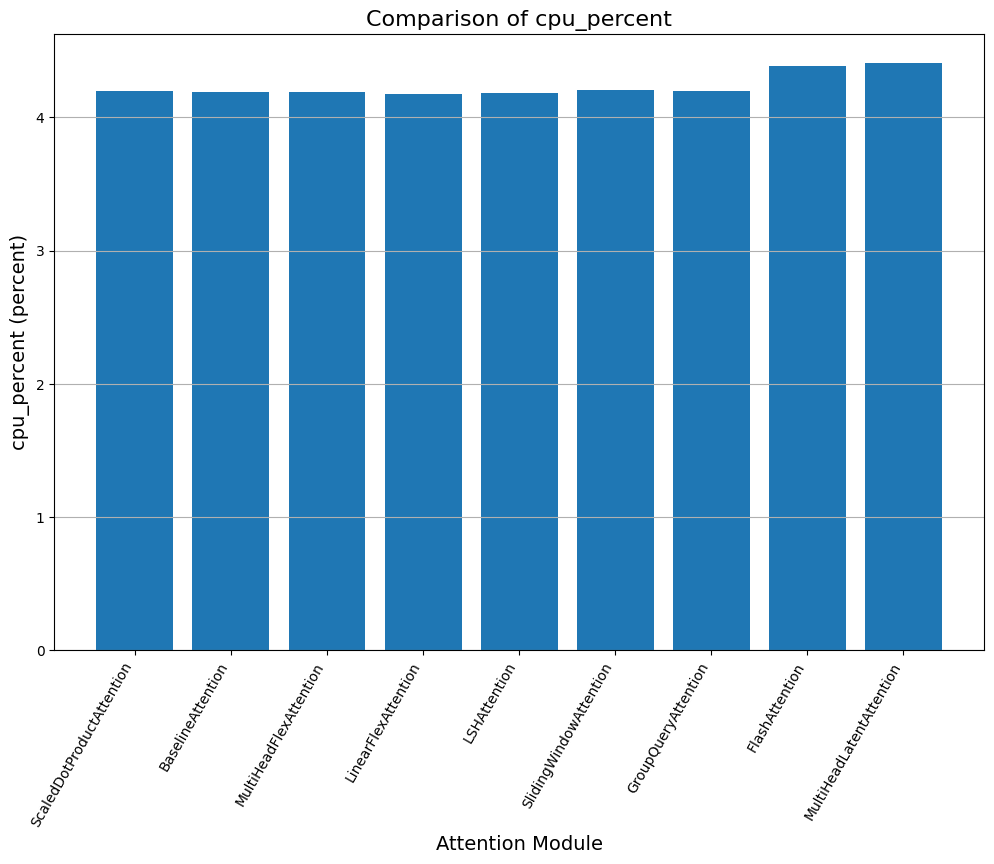 Comparison of cpu_percent
cpu_percent (percent)
4
3
2
1
0
ScaledDotProductAttention
BaselineAttention
MultiHeadFlexAttention
LinearFlexAttention
LSHAttention
SlidingWindowAttention
GroupQueryAttention
FlashAttention
MultiHeadLatentAttention
Attention Module